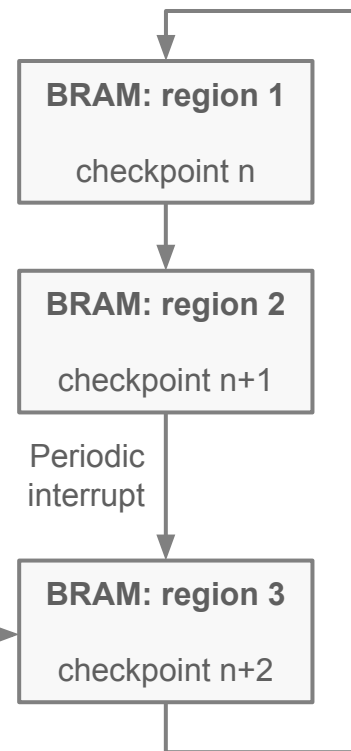 BRAM: region 1
checkpoint n
BRAM: region 2
checkpoint n+1
Periodic
interrupt
BRAM: region 3
checkpoint n+2